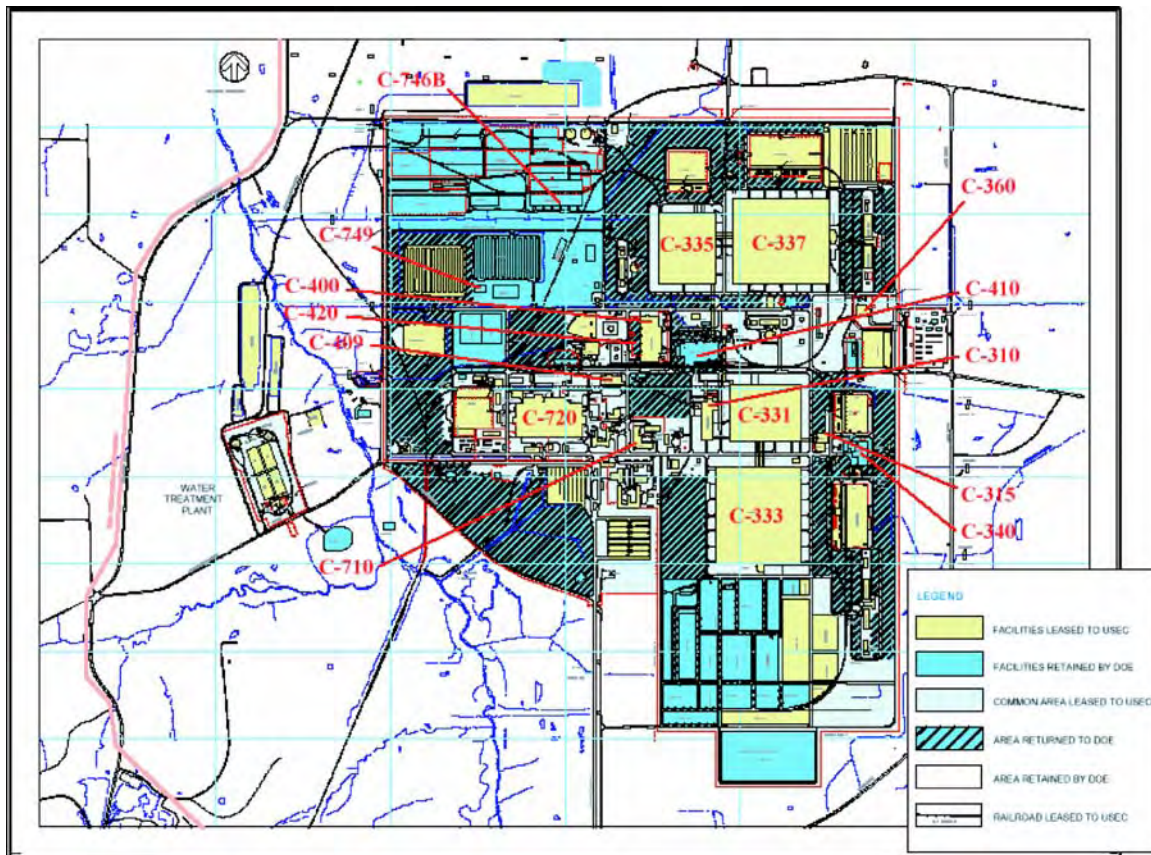 C-746B
C-360
C-749
C-335
C-337
C-400
C-410
C-420
C-409
C-310
C-720
C-331
WATER
TREATMENT
PLANT
C-333
C-315
C-340
C-710
LEGEND
FACILITIES LEASED TO USEC
FACILITIES RETAINED BY DOE
COMMON AREA LEASED TO USEC
AREA RETURNED TO DOE
AREA RETAINED BY DOE
RAILROAD LEASED TO USEC